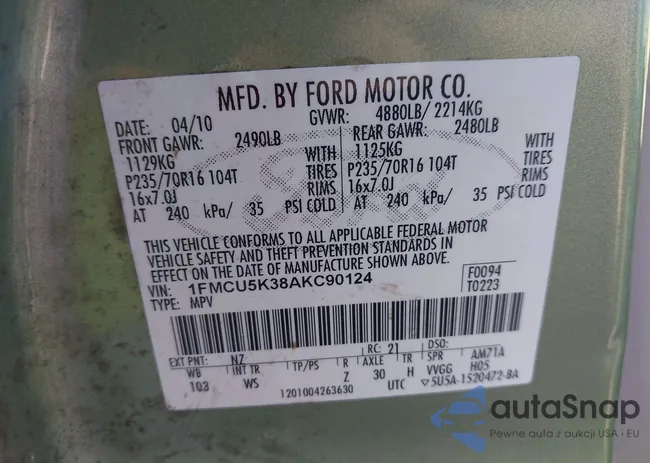 MFD. BY FORD MOTOR CO.
DATE: 04/10 GVWR: 4880LB/ 2214KG
FRONT GAWR: 2490LB REAR GAWR: 2480LB
1129KG WITH 1125KG WITH
P235/70R16 104T TIRES P235/70R16 104T TIRES
16x7.0J RIMS 16x7.0J RIMS
AT 240 kPa/ 35 PSI COLD AT 240 kPa/ 35 PSI COLD
THIS VEHICLE CONFORMS TO ALL APPLICABLE FEDERAL MOTOR
VEHICLE SAFETY AND THEFT PREVENTION STANDARDS IN
EFFECT ON THE DATE OF MANUFACTURE SHOWN ABOVE.
VIN: 1FMCU5K38AKC90124 F0094
TYPE: MPV T0223
EXT PNT: NZ RC: 21 DSO:
WB INT TR TP/PS R AXLE TR SPR AM71A
103 WS Z 30 H VVGG H05
1201004263630 UTC 5U5A-1520472-BA
Ford
autaSnap
Pewne auta z aukcji USA i EU